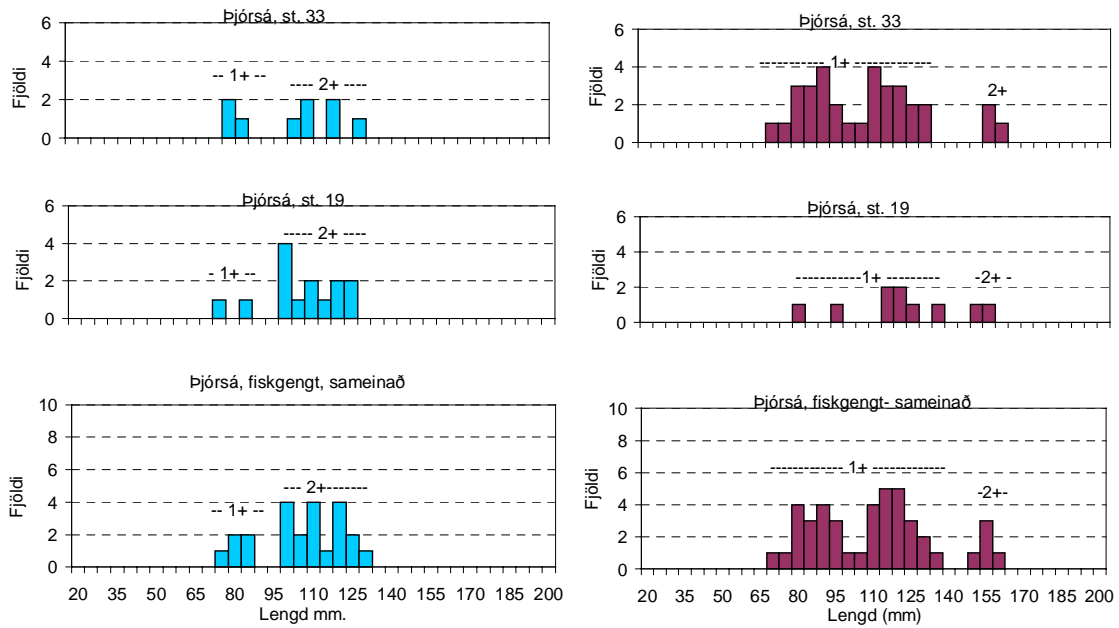 Þjórsá, st. 33
6
4
2
0
Fjöldi
-- 1+ --
---- 2+ ----
Þjórsá, st. 33
6
4
2
0
Fjöldi
----------- 1+ -------------
2+
Þjórsá, st. 19
6
4
2
0
Fjöldi
- 1+ --
----- 2+ ----
Þjórsá, st. 19
6
4
2
0
Fjöldi
-----------1+ ---------
-2+ -
Þjórsá, fiskgengt, sameinað
10
8
6
4
2
0
Fjöldi
-- 1+ --
--- 2+-------
20 35 50 65 80 95 110 125 140 155 170 185 200
Lengd mm.
Þjórsá, fiskgengt- sameinað
10
8
6
4
2
0
Fjöldi
------------- 1+ -------------
-2+-
20 35 50 65 80 95 110 125 140 155 170 185 200
Lengd (mm)